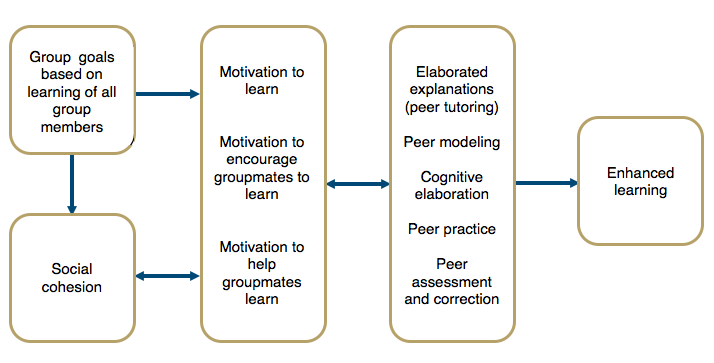 Group goals
based on
learning of all
group
members
Social
cohesion
Motivation to
learn
Motivation to
encourage
groupmates to
learn
Motivation to
help
groupmates
learn
Elaborated
explanations
(peer tutoring)
Peer modeling
Cognitive
elaboration
Peer practice
Peer
assessment
and correction
Enhanced
learning